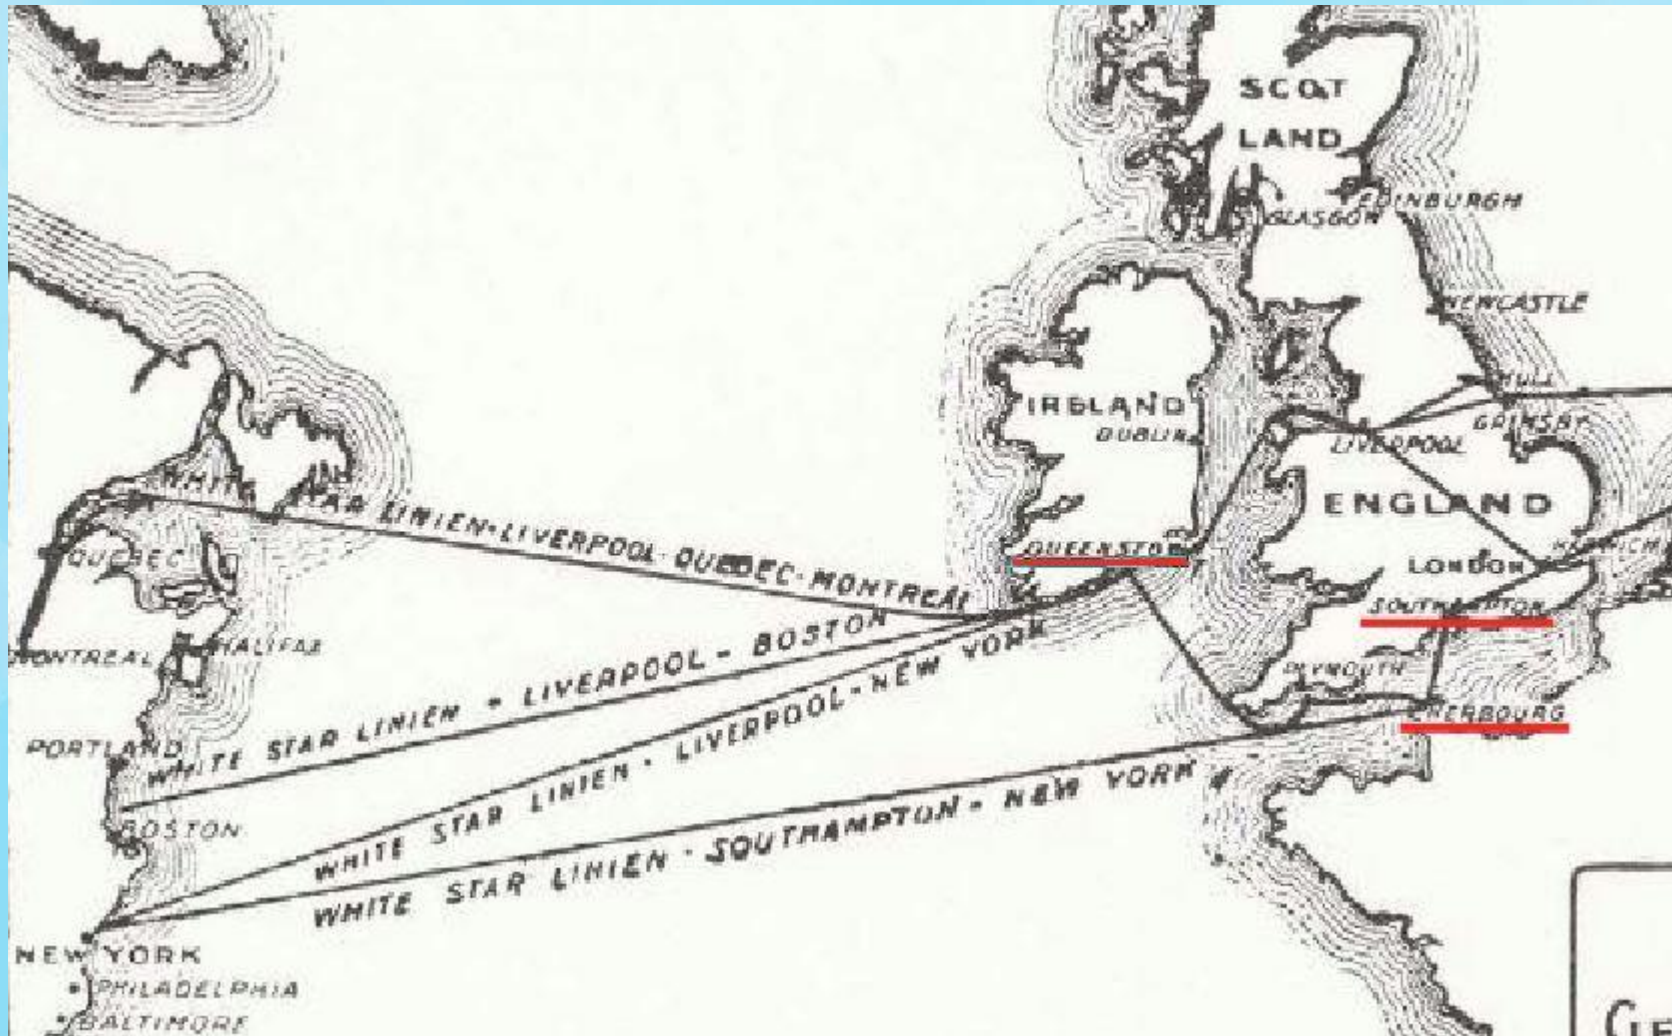 SCOT
LAND
EDINBURGH
GLASGOW
NEWCASTLE
HULL
IRELAND
GRIMSBY
DUBLIN
LIVERPOOL
ENGLAND
WHITE STAR LINIEN-LIVERPOOL-QUEBEC-MONTREAL
QUEBEC
LONDON
HARWICH
SOUTHAMPTON
WHITE STAR LINIEN - LIVERPOOL - BOSTON
WHITE STAR LINIEN - LIVERPOOL-NEW YORK
MONTREAL
HALIFAX
PLYMOUTH
CHERBOURG
PORTLAND
WHITE STAR LINIEN - SOUTHAMPTON - NEW YORK
BOSTON
NEW YORK
PHILADELPHIA
BALTIMORE